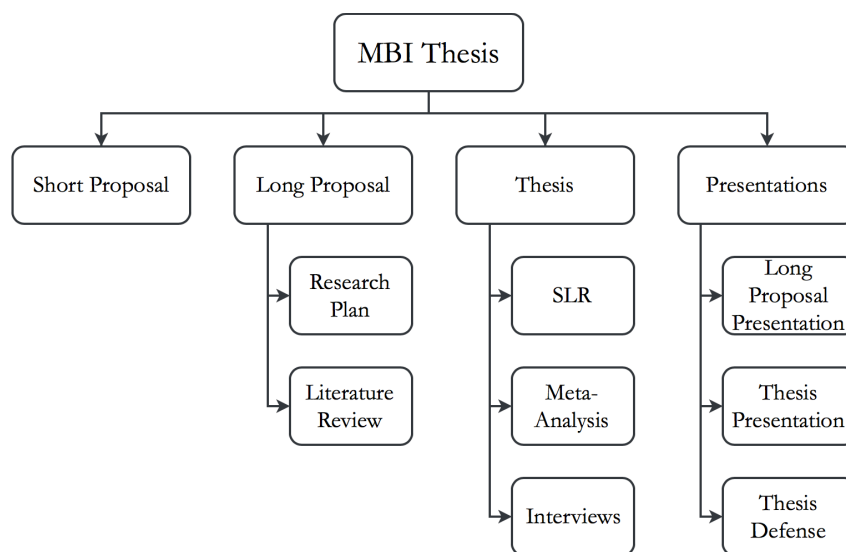 MBI Thesis
Short Proposal
Long Proposal
Thesis
Presentations
Research
Plan
SLR
Long
Proposal
Presentation
Literature
Review
Meta-
Analysis
Thesis
Presentation
Interviews
Thesis
Defense